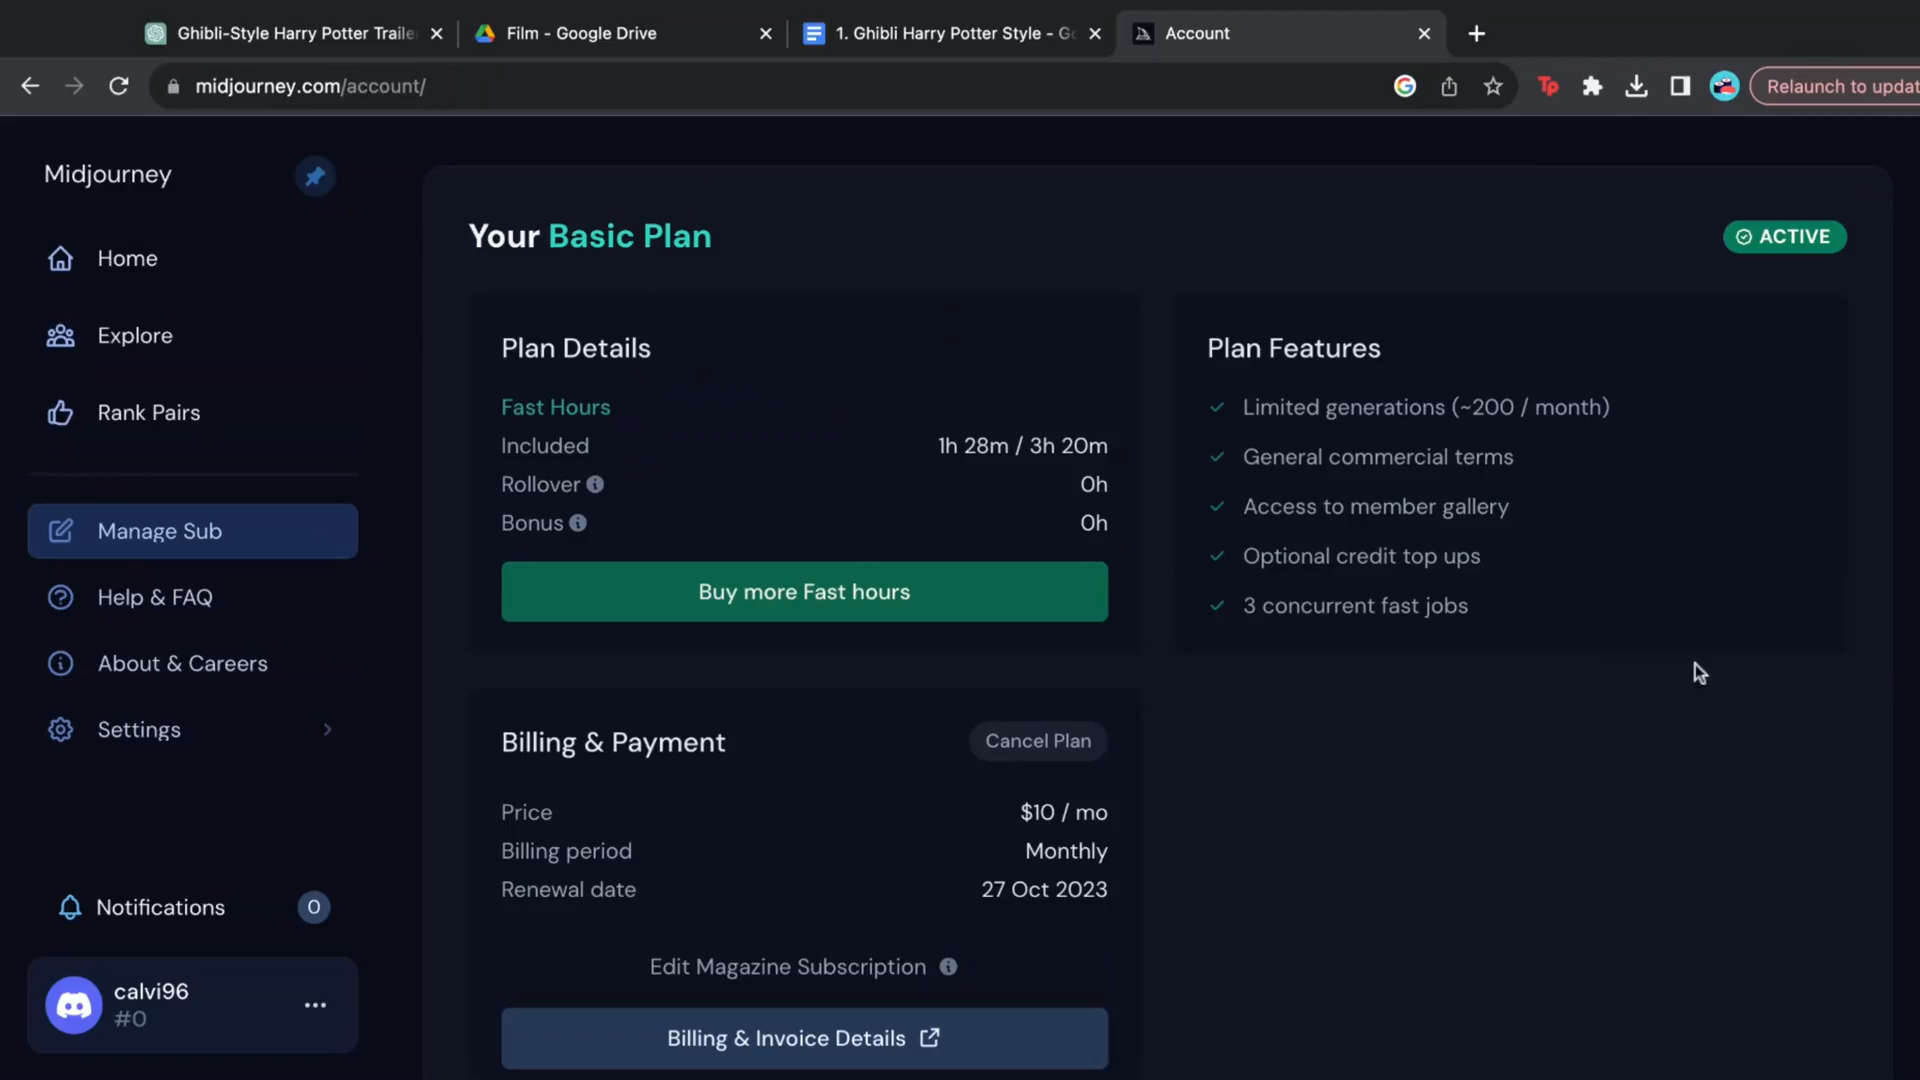 Ghibli-Style Harry Potter Traile
Film - Google Drive
1. Ghibli Harry Potter Style - Go
Account
midjourney.com/account/
Tp
Relaunch to updat
Midjourney
Home
Explore
Rank Pairs
Manage Sub
Help & FAQ
About & Careers
Settings
Notifications 0
calvi96
#0
Your Basic Plan
ACTIVE
Plan Details
Fast Hours
Included 1h 28m / 3h 20m
Rollover 0h
Bonus 0h
Buy more Fast hours
Plan Features
Limited generations (~200 / month)
General commercial terms
Access to member gallery
Optional credit top ups
3 concurrent fast jobs
Billing & Payment
Cancel Plan
Price $10 / mo
Billing period Monthly
Renewal date 27 Oct 2023
Edit Magazine Subscription
Billing & Invoice Details